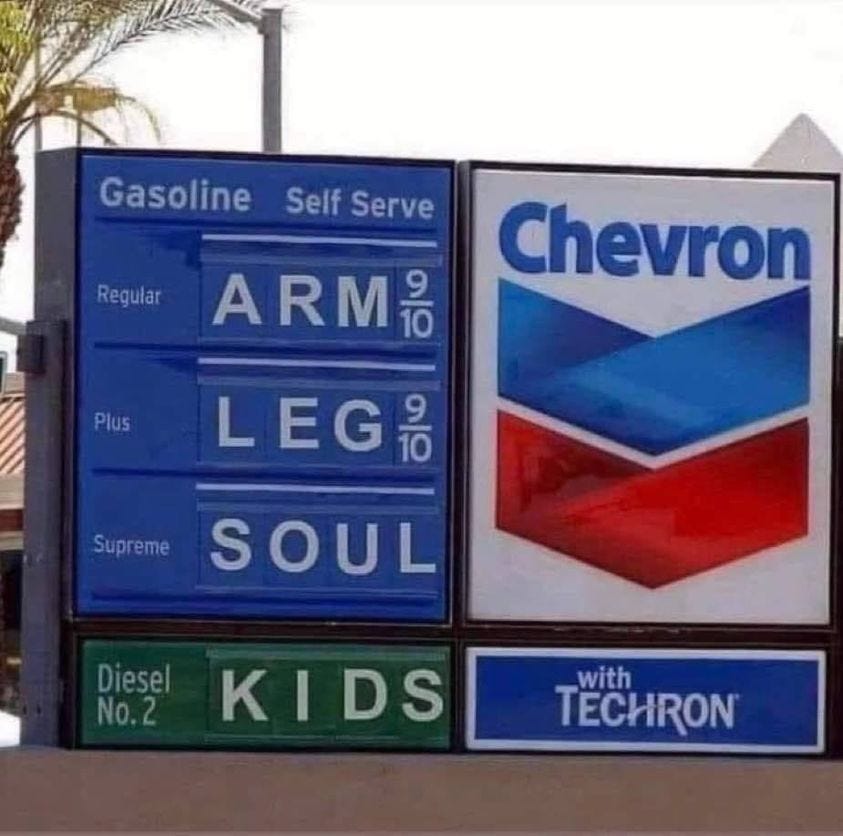 Gasoline Self Serve
Regular ARM 9/10
Plus LEG 9/10
Supreme SOUL
Diesel No. 2 KIDS
Chevron
with
TECHRON